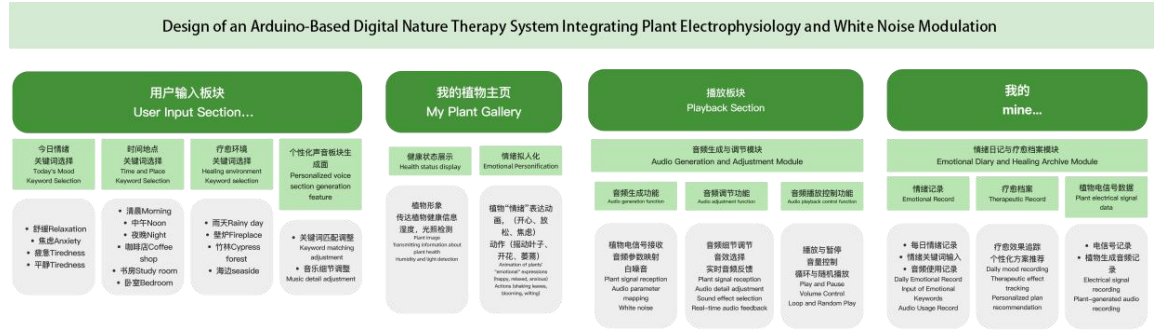 Design of an Arduino-Based Digital Nature Therapy System Integrating Plant Electrophysiology and White Noise Modulation
用户输入板块
User Input Section...
今日情绪
关键词选择
Today's Mood
Keyword Selection
时间地点
关键词选择
Time and Place
Keyword Selection
疗愈环境
关键词选择
Healing environment
Keyword selection
个性化声音板块生
成面
Personalized voice
section generation
feature
舒缓Relaxation
焦虑Anxiety
疲惫Tiredness
平静Tiredness
清晨Morning
中午Noon
夜晚Night
咖啡店Coffee
shop
书房Study room
卧室Bedroom
雨天Rainy day
壁炉Fireplace
竹林Cypress
forest
海边seaside
关键词匹配调整
Keyword matching
adjustment
音乐细节调整
Music detail adjustment
我的植物主页
My Plant Gallery
健康状态展示
Health status display
情绪拟人化
Emotional Personification
植物形象
传达植物健康信息
湿度，光照检测
Plant image
Transmitting information about
plant health
Humidity and light detection
植物“情绪”表达动
画，（开心、放
松、焦虑）
动作（摇动叶子、
开花、萎蔫）
Animation of plants'
"emotional" expressions
(happy, relaxed, anxious)
Actions (shaking leaves,
blooming, wilting)
播放板块
Playback Section
音频生成与调节模块
Audio Generation and Adjustment Module
音频生成功能
Audio generation function
音频调节功能
Audio adjustment function
音频播放控制功能
Audio playback control function
植物电信号接收
音频参数映射
白噪音
Plant signal reception
Audio parameter
mapping
White noise
音频细节调节
音效选择
实时音频反馈
Plant signal reception
Audio detail adjustment
Sound effect selection
Real-time audio feedback
播放与暂停
音量控制
循环与随机播放
Play and Pause
Volume Control
Loop and Random Play
我的
mine...
情绪日记与疗愈档案模块
Emotional Diary and Healing Archive Module
情绪记录
Emotional Record
疗愈档案
Therapeutic Record
植物电信号数据
Plant electrical signal
data
每日情绪记录
情绪关键词输入
音频使用记录
Daily Emotional Record
Input of Emotional
Keywords
Audio Usage Record
疗愈效果追踪
个性化方案推荐
Daily mood recording
Therapeutic effect
tracking
Personalized plan
recommendation
电信号记录
植物生成音频记
录
Electrical signal
recording
Plant-generated audio
recording